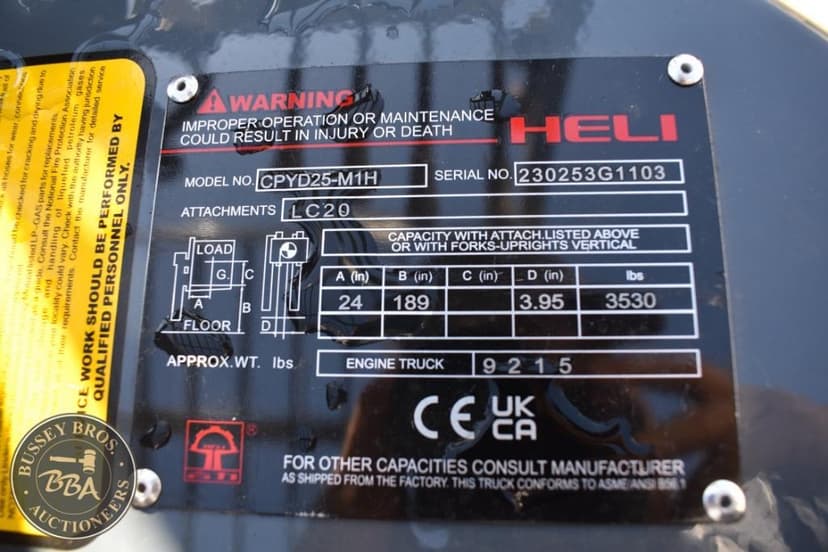 WARNING
IMPROPER OPERATION OR MAINTENANCE
COULD RESULT IN INJURY OR DEATH
HELI
MODEL NO. CPYD25-M1H SERIAL NO. 230253G1103
ATTACHMENTS LC20
CAPACITY WITH ATTACH.LISTED ABOVE
OR WITH FORKS-UPRIGHTS VERTICAL
LOAD
G.
C
A
B
FLOOR
D
A (in) B (in) C (in) D (in) lbs
24 189 3.95 3530
APPROX.WT. lbs ENGINE TRUCK 9215
CE UK
CA
®
FOR OTHER CAPACITIES CONSULT MANUFACTURER
AS SHIPPED FROM THE FACTORY. THIS TRUCK CONFORMS TO ASME/ANSI B56.1
WORK SHOULD BE PERFORMED BY
QUALIFIED PERSONNEL ONLY.
BUSSEY BROS.
BBA
AUCTIONEERS